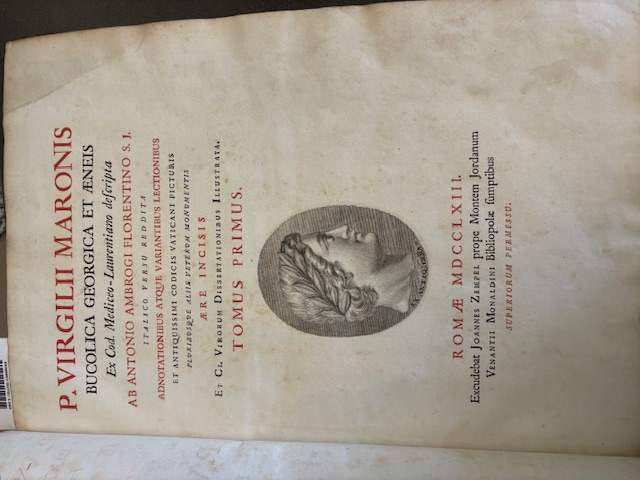 P. VIRGILII MARONIS
BUCOLICA GEORGICA ET ÆNEIS
Ex Cod. Mediceo-Laurentiano descripta
AB ANTONIO AMBROGI FLORENTINO S. J.
ITALICO VERSU REDDITA
ADNOTATIONIBUS ATQUE VARIANTIBUS LECTIONIBUS
ET ANTIQUISSIMI CODICIS VATICANI PICTURIS
PLURIBUSQUE ALIIS VETERUM MONUMENTIS
ÆRE INCISIS
ET CL. VIRORUM DISSERTATIONIBUS ILLUSTRATA.
TOMUS PRIMUS.
ROMÆ MDCCLXIII.
Excudebat JOANNES ZEMPEL prope Montem Jordanum
VENANTII MONALDINI Bibliopolæ sumptibus
SUPERIORUM PERMISSU.